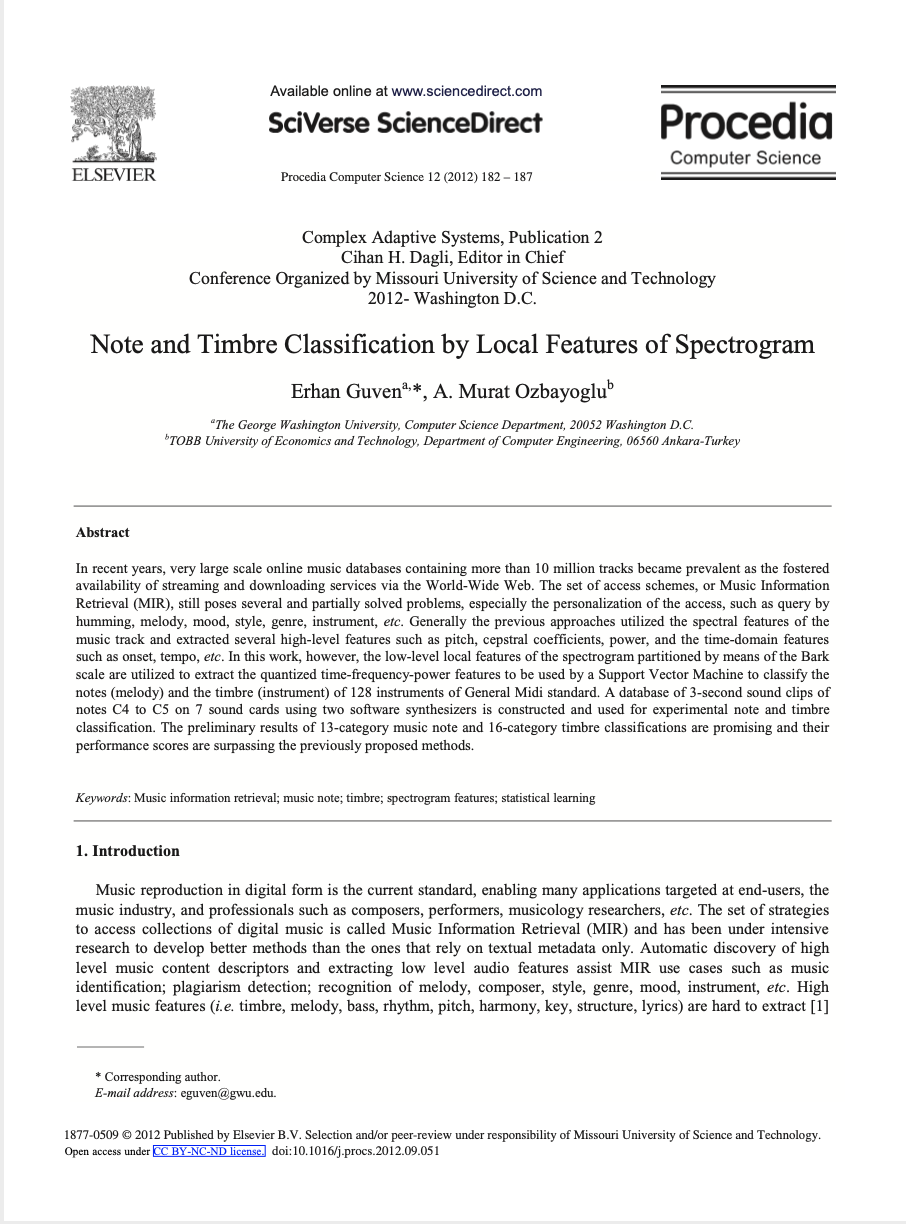 Available online at www.sciencedirect.com
SciVerse ScienceDirect
Procedia
Computer Science
ELSEVIER
Procedia Computer Science 12 (2012) 182 – 187
Complex Adaptive Systems, Publication 2
Cihan H. Dagli, Editor in Chief
Conference Organized by Missouri University of Science and Technology
2012- Washington D.C.
Note and Timbre Classification by Local Features of Spectrogram
Erhan Guvena,*, A. Murat Ozbayoglub
aThe George Washington University, Computer Science Department, 20052 Washington D.C.
bTOBB University of Economics and Technology, Department of Computer Engineering, 06560 Ankara-Turkey
Abstract
In recent years, very large scale online music databases containing more than 10 million tracks became prevalent as the fostered
availability of streaming and downloading services via the World-Wide Web. The set of access schemes, or Music Information
Retrieval (MIR), still poses several and partially solved problems, especially the personalization of the access, such as query by
humming, melody, mood, style, genre, instrument, etc. Generally the previous approaches utilized the spectral features of the
music track and extracted several high-level features such as pitch, cepstral coefficients, power, and the time-domain features
such as onset, tempo, etc. In this work, however, the low-level local features of the spectrogram partitioned by means of the Bark
scale are utilized to extract the quantized time-frequency-power features to be used by a Support Vector Machine to classify the
notes (melody) and the timbre (instrument) of 128 instruments of General Midi standard. A database of 3-second sound clips of
notes C4 to C5 on 7 sound cards using two software synthesizers is constructed and used for experimental note and timbre
classification. The preliminary results of 13-category music note and 16-category timbre classifications are promising and their
performance scores are surpassing the previously proposed methods.
Keywords: Music information retrieval; music note; timbre; spectrogram features; statistical learning
1. Introduction
Music reproduction in digital form is the current standard, enabling many applications targeted at end-users, the
music industry, and professionals such as composers, performers, musicology researchers, etc. The set of strategies
to access collections of digital music is called Music Information Retrieval (MIR) and has been under intensive
research to develop better methods than the ones that rely on textual metadata only. Automatic discovery of high
level music content descriptors and extracting low level audio features assist MIR use cases such as music
identification; plagiarism detection; recognition of melody, composer, style, genre, mood, instrument, etc. High
level music features (i.e. timbre, melody, bass, rhythm, pitch, harmony, key, structure, lyrics) are hard to extract [1]
* Corresponding author.
E-mail address: eguven@gwu.edu.
1877-0509 © 2012 Published by Elsevier B.V. Selection and/or peer-review under responsibility of Missouri University of Science and Technology.
Open access under CC BY-NC-ND license. doi:10.1016/j.procs.2012.09.051